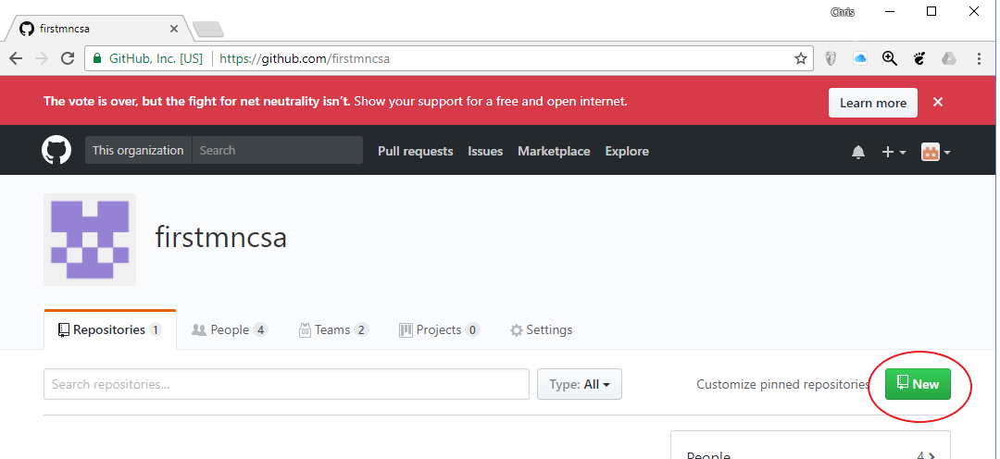 Chris
firstmncsa
GitHub, Inc. [US] https://github.com/firstmncsa
The vote is over, but the fight for net neutrality isn't. Show your support for a free and open internet. Learn more
This organization Search Pull requests Issues Marketplace Explore
firstmncsa
Repositories 1 People 4 Teams 2 Projects 0 Settings
Search repositories... Type: All Customize pinned repositories New
People 4